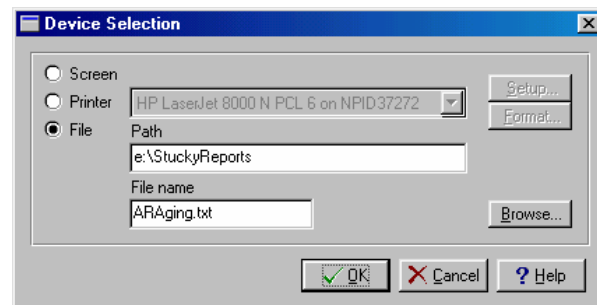 Device Selection
Screen
Printer HP LaserJet 8000 N PCL 6 on NPID37272
Setup...
Format...
File Path
e:\StuckyReports
File name
ARAging.txt
Browse...
OK Cancel ? Help